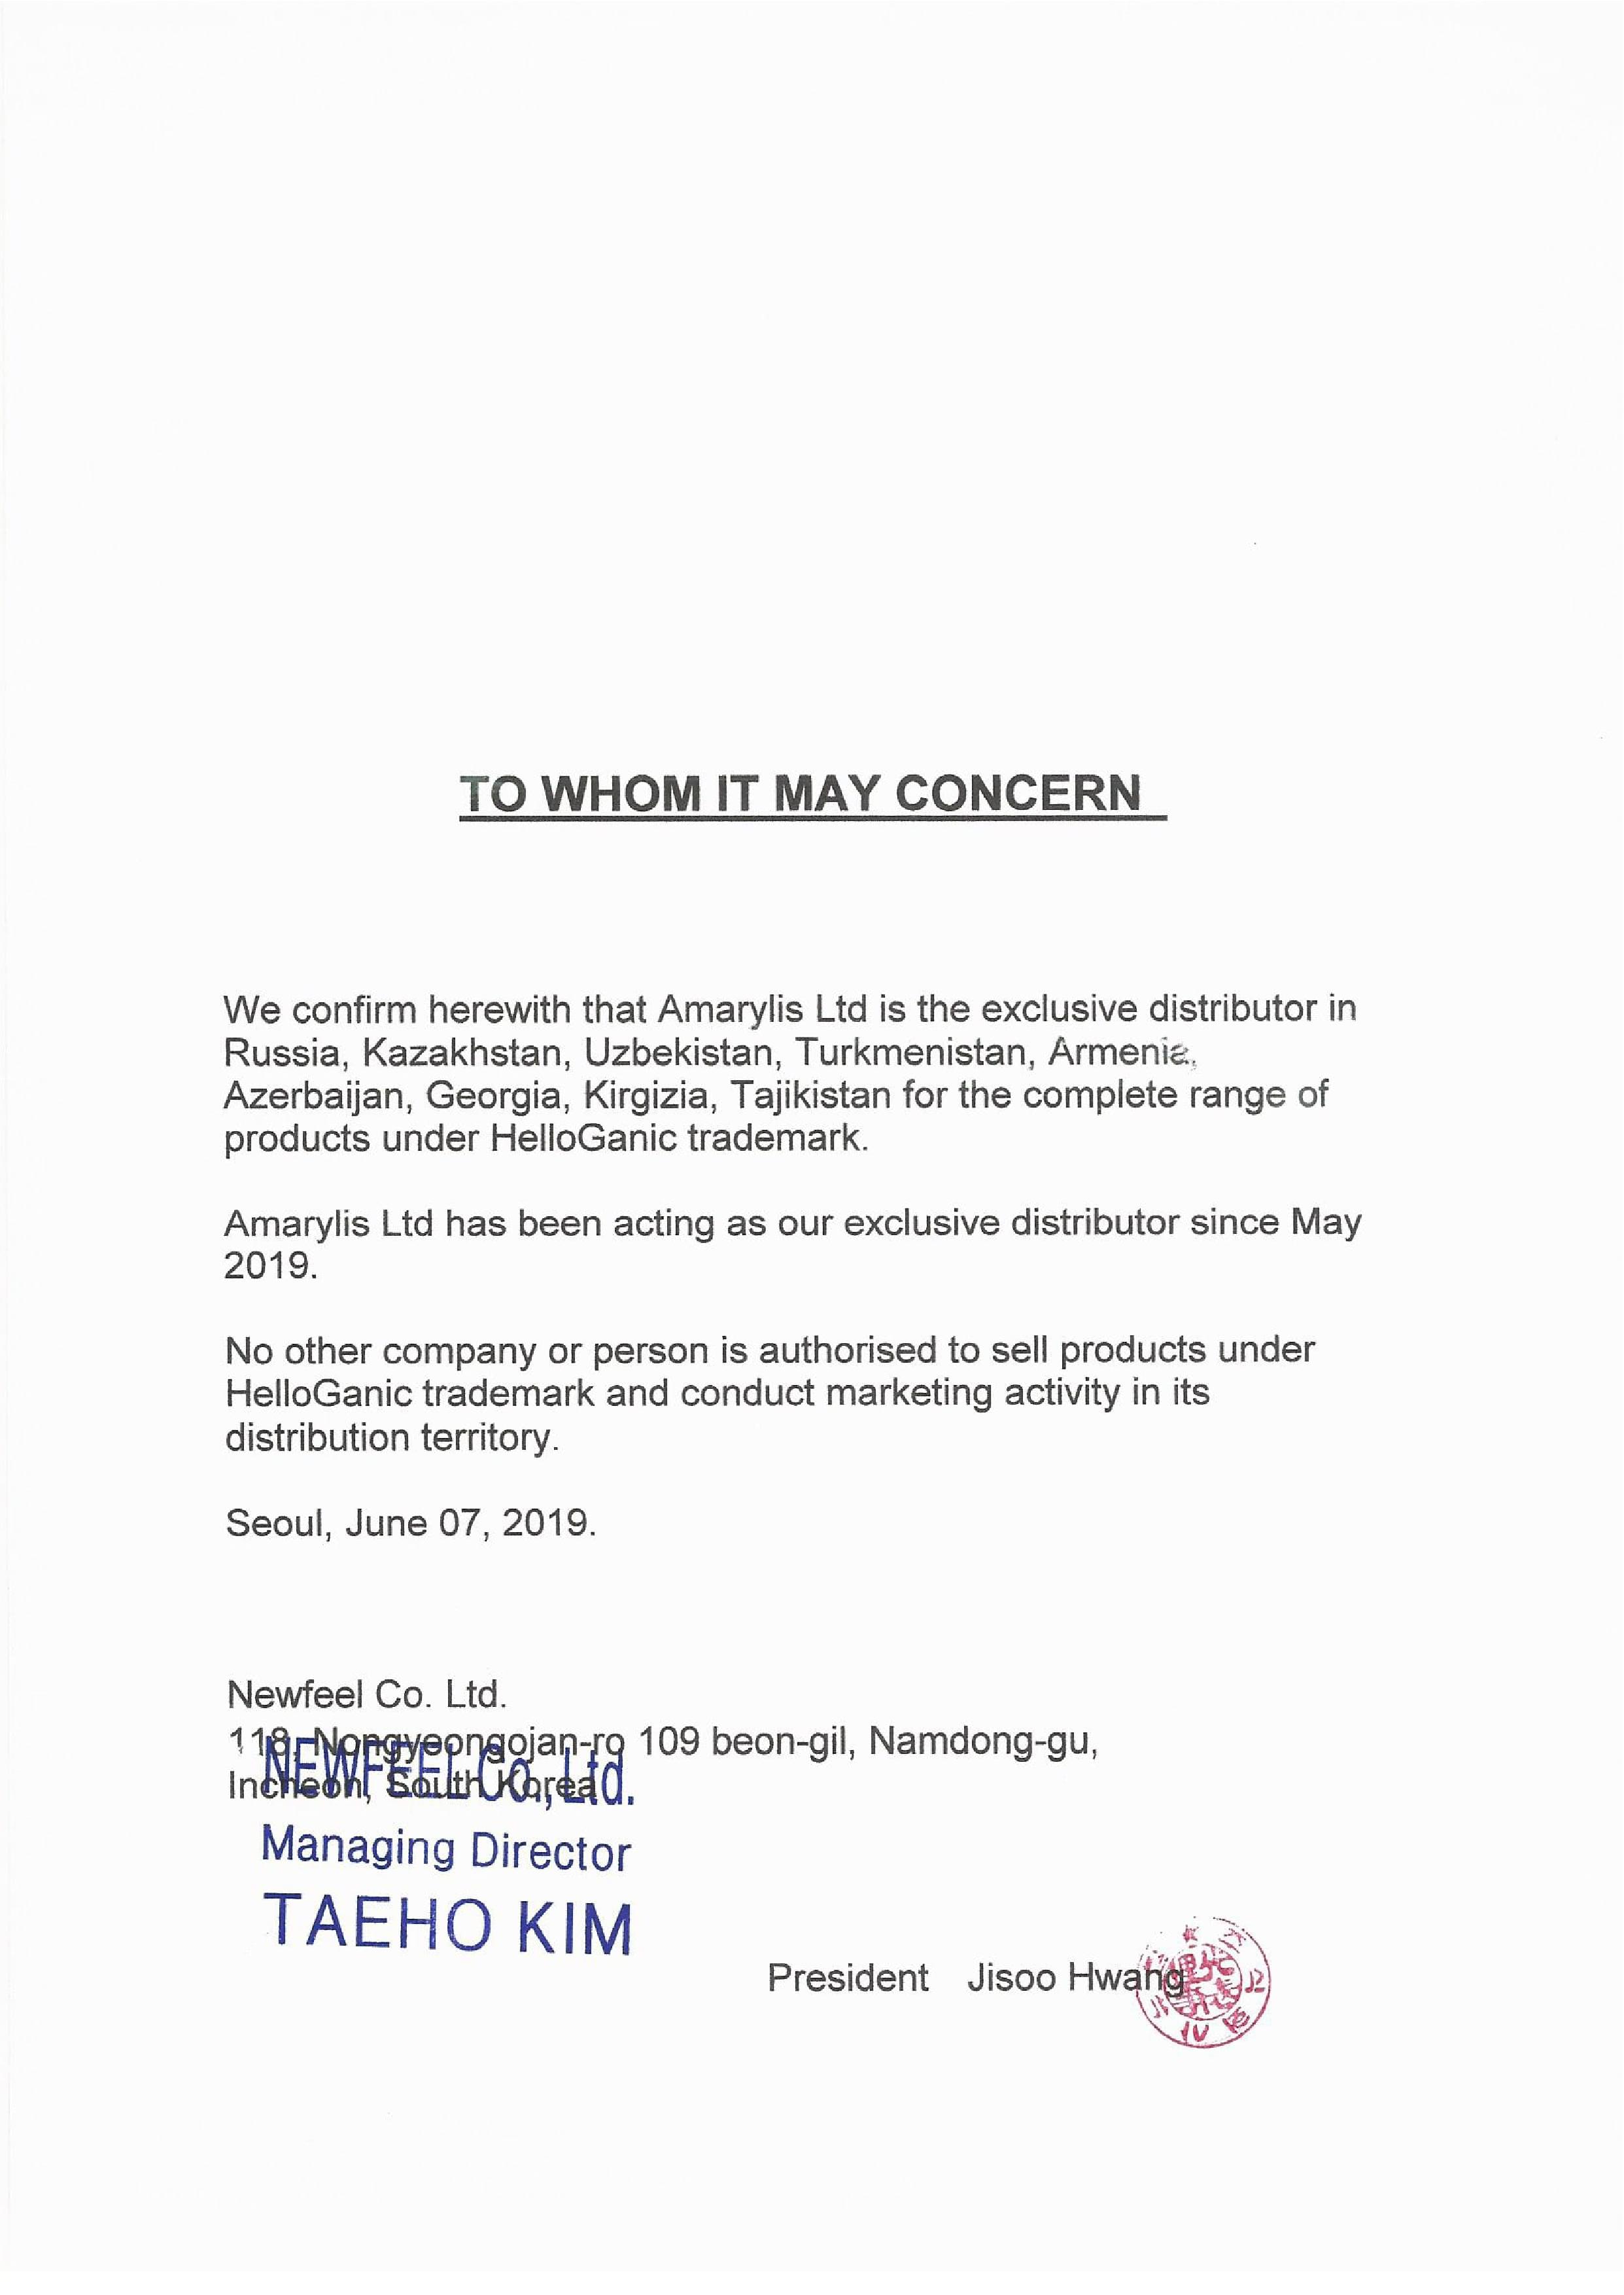 TO WHOM IT MAY CONCERN
We confirm herewith that Amarylis Ltd is the exclusive distributor in
Russia, Kazakhstan, Uzbekistan, Turkmenistan, Armenia,
Azerbaijan, Georgia, Kirgizia, Tajikistan for the complete range of
products under HelloGanic trademark.
Amarylis Ltd has been acting as our exclusive distributor since May
2019.
No other company or person is authorised to sell products under
HelloGanic trademark and conduct marketing activity in its
distribution territory.
Seoul, June 07, 2019.
Newfeel Co. Ltd.
118, Nongyeongojan-ro 109 beon-gil, Namdong-gu,
Incheon, South Korea
NEWFEEL Co., Ltd.
Managing Director
TAEHO KIM
President Jisoo Hwang